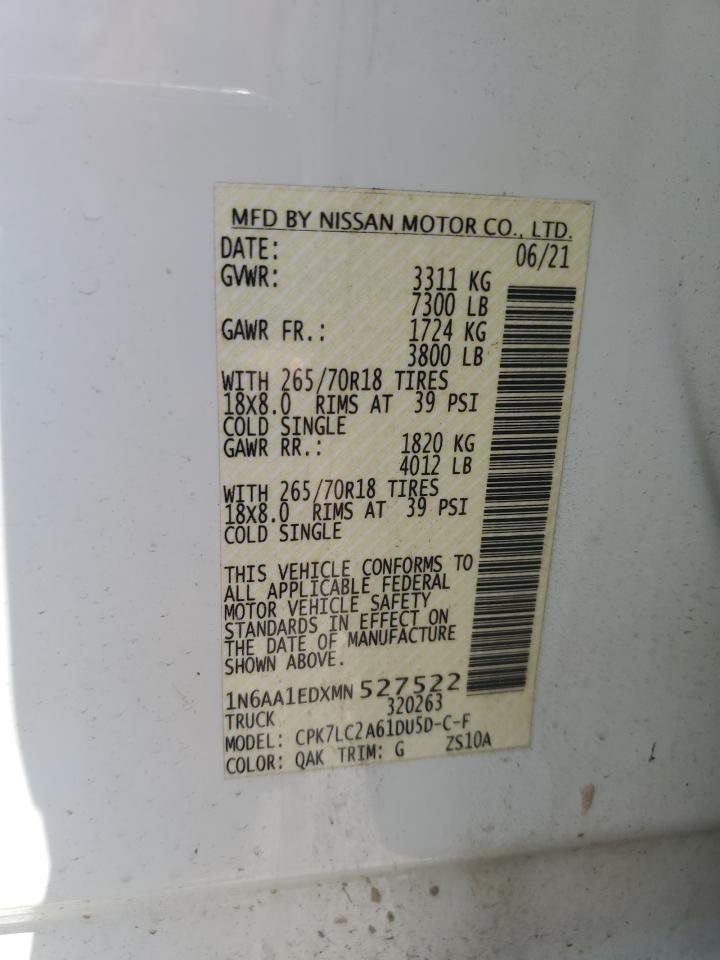 MFD BY NISSAN MOTOR CO., LTD.
DATE: 06/21
GVWR: 3311 KG
7300 LB
GAWR FR.: 1724 KG
3800 LB
WITH 265/70R18 TIRES
18X8.0 RIMS AT 39 PSI
COLD SINGLE
GAWR RR.: 1820 KG
4012 LB
WITH 265/70R18 TIRES
18X8.0 RIMS AT 39 PSI
COLD SINGLE
THIS VEHICLE CONFORMS TO
ALL APPLICABLE FEDERAL
MOTOR VEHICLE SAFETY
STANDARDS IN EFFECT ON
THE DATE OF MANUFACTURE
SHOWN ABOVE.
1N6AA1EDXMN 527522
TRUCK 320263
MODEL: CPK7LC2A61DU5D-C-F
COLOR: QAK TRIM: G ZS10A